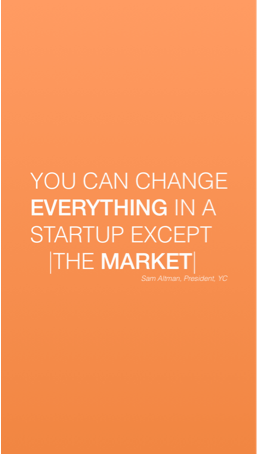 YOU CAN CHANGE
EVERYTHING IN A
STARTUP EXCEPT
|THE MARKET|
Sam Altman, President, YC